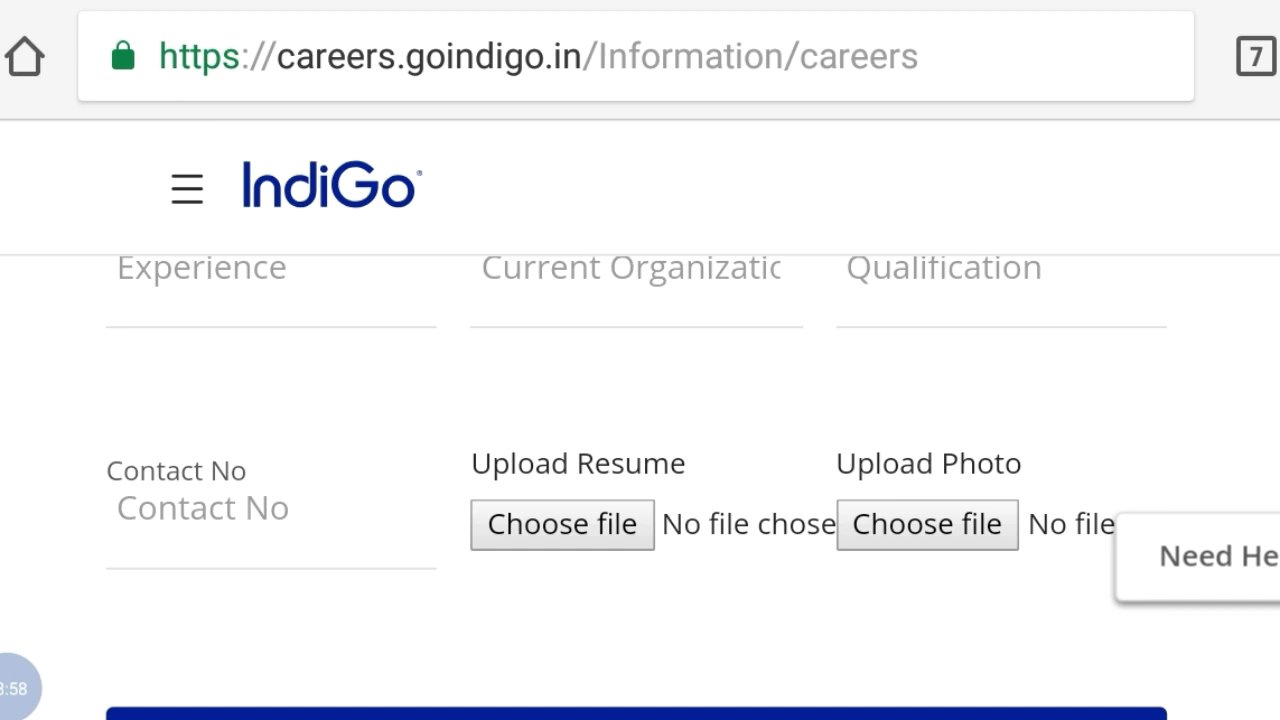 https://careers.goindigo.in/Information/careers
7
IndiGo
Experience Current Organizatic Qualification
Contact No Upload Resume Upload Photo
Contact No Choose file No file chose Choose file No file
Need He
:58